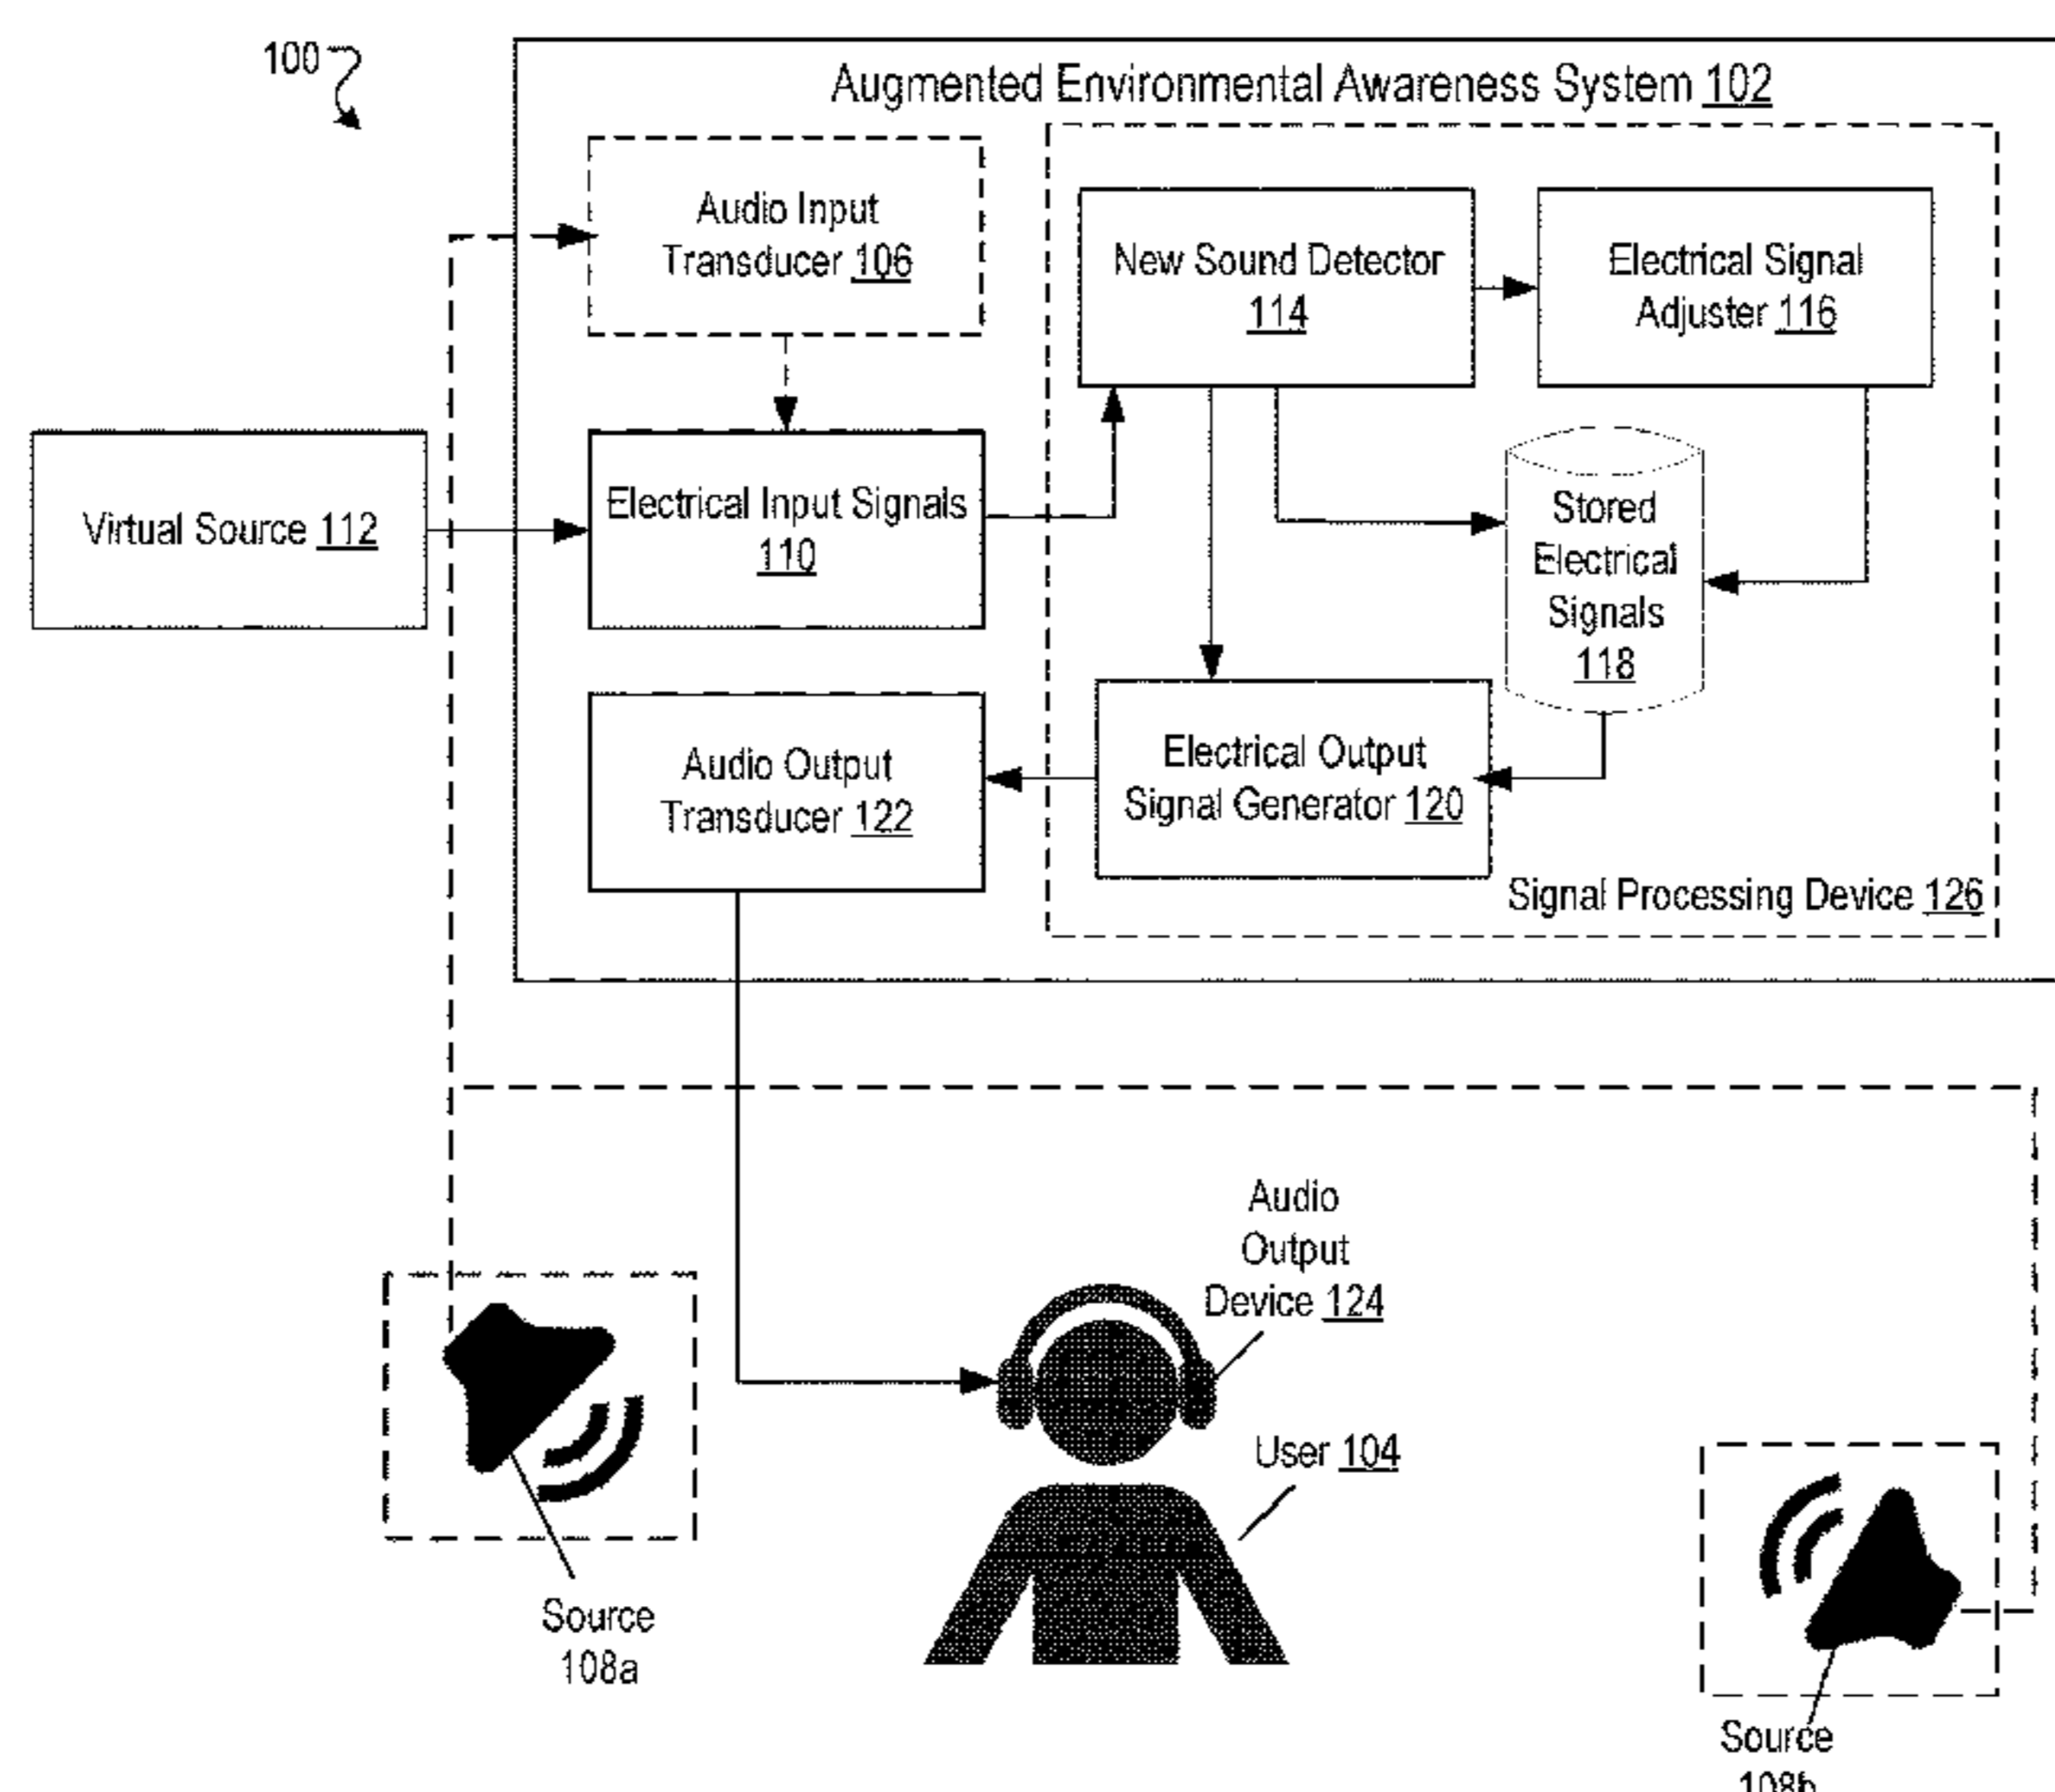 100
Augmented Environmental Awareness System 102
Audio Input
Transducer 106
New Sound Detector
114
Electrical Signal
Adjuster 116
Virtual Source 112
Electrical Input Signals
110
Stored
Electrical
Signals
118
Audio Output
Transducer 122
Electrical Output
Signal Generator 120
Signal Processing Device 126
Audio
Output
Device 124
User 104
Source
108a
Source
108b